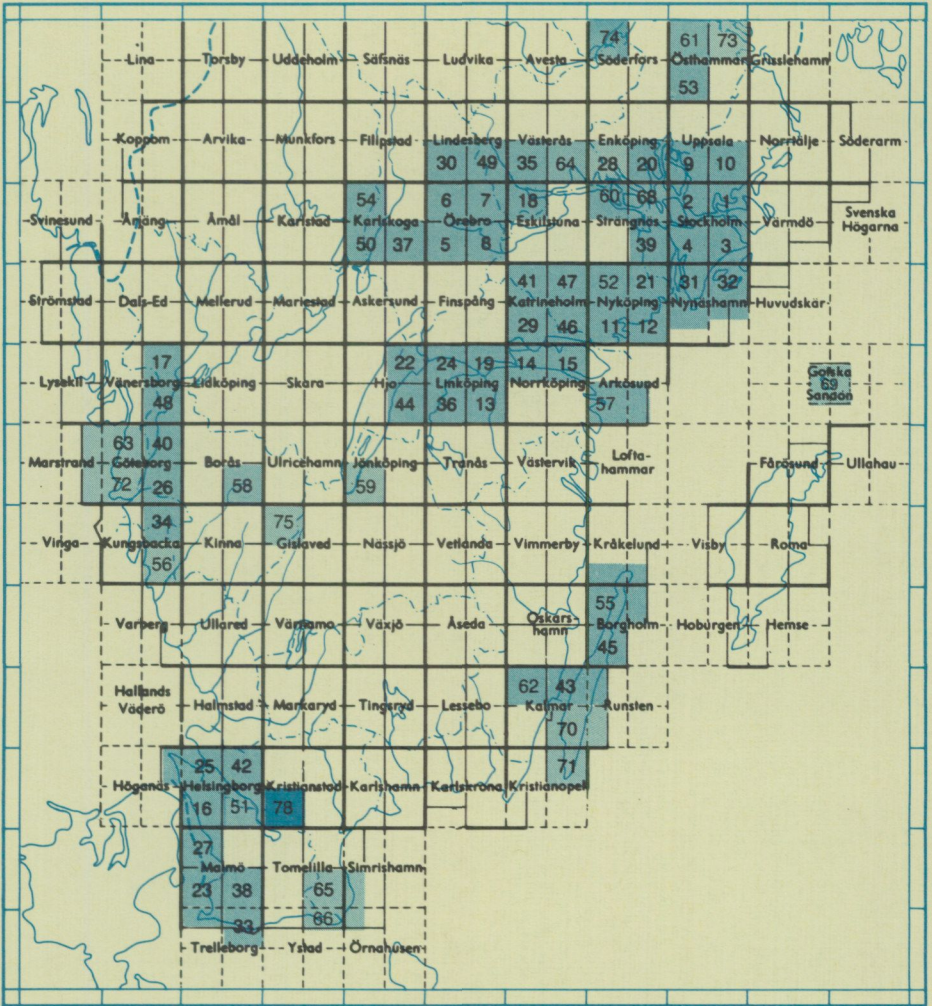 74 61 73
Lina Torsby Uddeholm Säfsnäs Ludvika Avesta Söderfors Östhammar Grisslehamn
53
Koppom Arvika Munkfors Filipstad Lindesberg Västerås Enköping Uppsala Norrtälje Söderarm
30 49 35 64 28 20 9 10
54 6 7 18 60 68 2 1
Svinesund Årjäng Åmål Karlstad Karlskoga Örebro Eskilstuna Strängnäs Stockholm Värmdö Svenska Högarna
50 37 5 8 39 4 3
41 47 52 21 31 32
Strömstad Dals-Ed Mellerud Mariestad Askersund Finspång Katrineholm Nyköping Nynäshamn Huvudskär
29 46 11 12
17 22 24 19 14 15
Lysekil Vänersborg Lidköping Skara Hjo Linköping Norrköping Arkösund Gotska Sandön
69
48 44 36 13 57
63 40
Marstrand Göteborg Borås Ulricehamn Jönköping Tranås Västervik Lofta-hammar Fårösund Ullahau
72 26 58 59
34 75
Vinga Kungsbacka Kinna Gislaved Nässjö Vetlanda Vimmerby Kråkelund Visby Roma
56
55
Varberg Ullared Värnamo Växjö Åseda Oskars-hamn Borgholm Hoburgen Hemse
45
62 43
Hallands Väderö Halmstad Markaryd Tingsryd Lessebo Kalmar Runsten
70
25 42 71
Höganäs Helsingborg Kristianstad Karlshamn Karlskrona Kristianopel
16 51 78
27
Malmö Tomelilla Simrishamn
23 38 65
33 66
Trelleborg Ystad Örnahusen